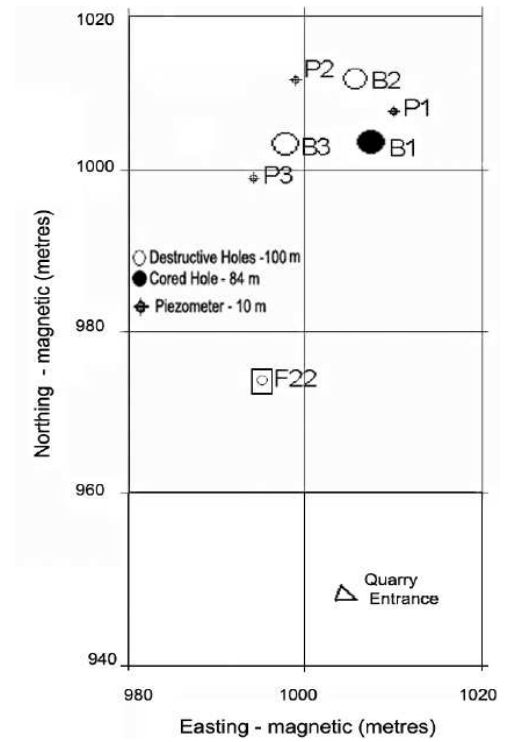 1020
P2
B2
P1
B3
B1
1000
P3
Destructive Holes -100 m
Cored Hole - 84 m
Piezometer - 10 m
980
F22
960
Quarry
Entrance
940
980
1000
1020
Northing - magnetic (metres)
Easting - magnetic (metres)